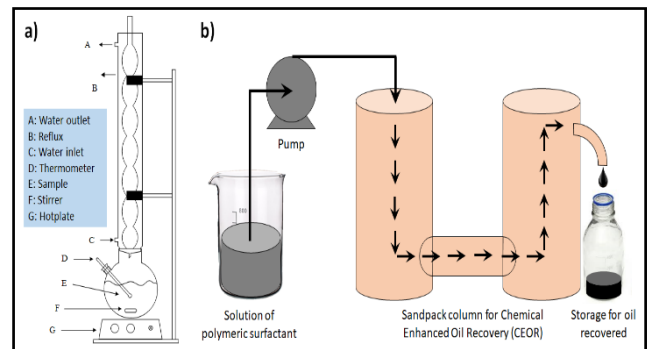 a)
A
B
A: Water outlet
B: Reflux
C: Water inlet
D: Thermometer
E: Sample
F: Stirrer
G: Hotplate
C
D
E
F
G
b)
Pump
Solution of
polymeric surfactant
Sandpack column for Chemical
Enhanced Oil Recovery (CEOR)
Storage for oil
recovered